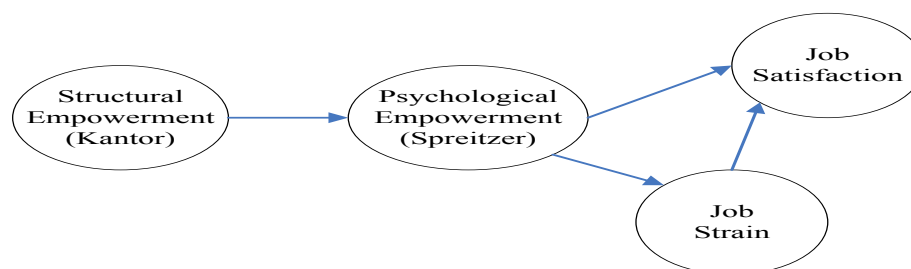 Structural
Empowerment
(Kantor)
Psychological
Empowerment
(Spreitzer)
Job
Satisfaction
Job
Strain